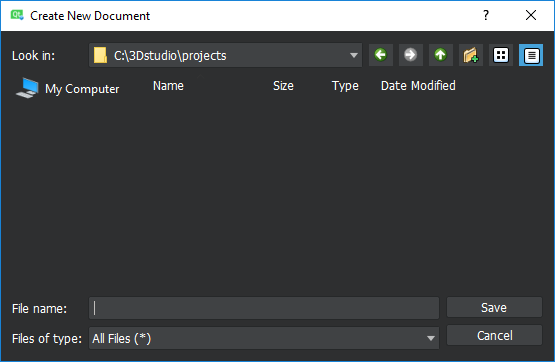 Create New Document
Look in: C:\3Dstudio\projects
My Computer Name Size Type Date Modified
File name: Save
Files of type: All Files (*) Cancel